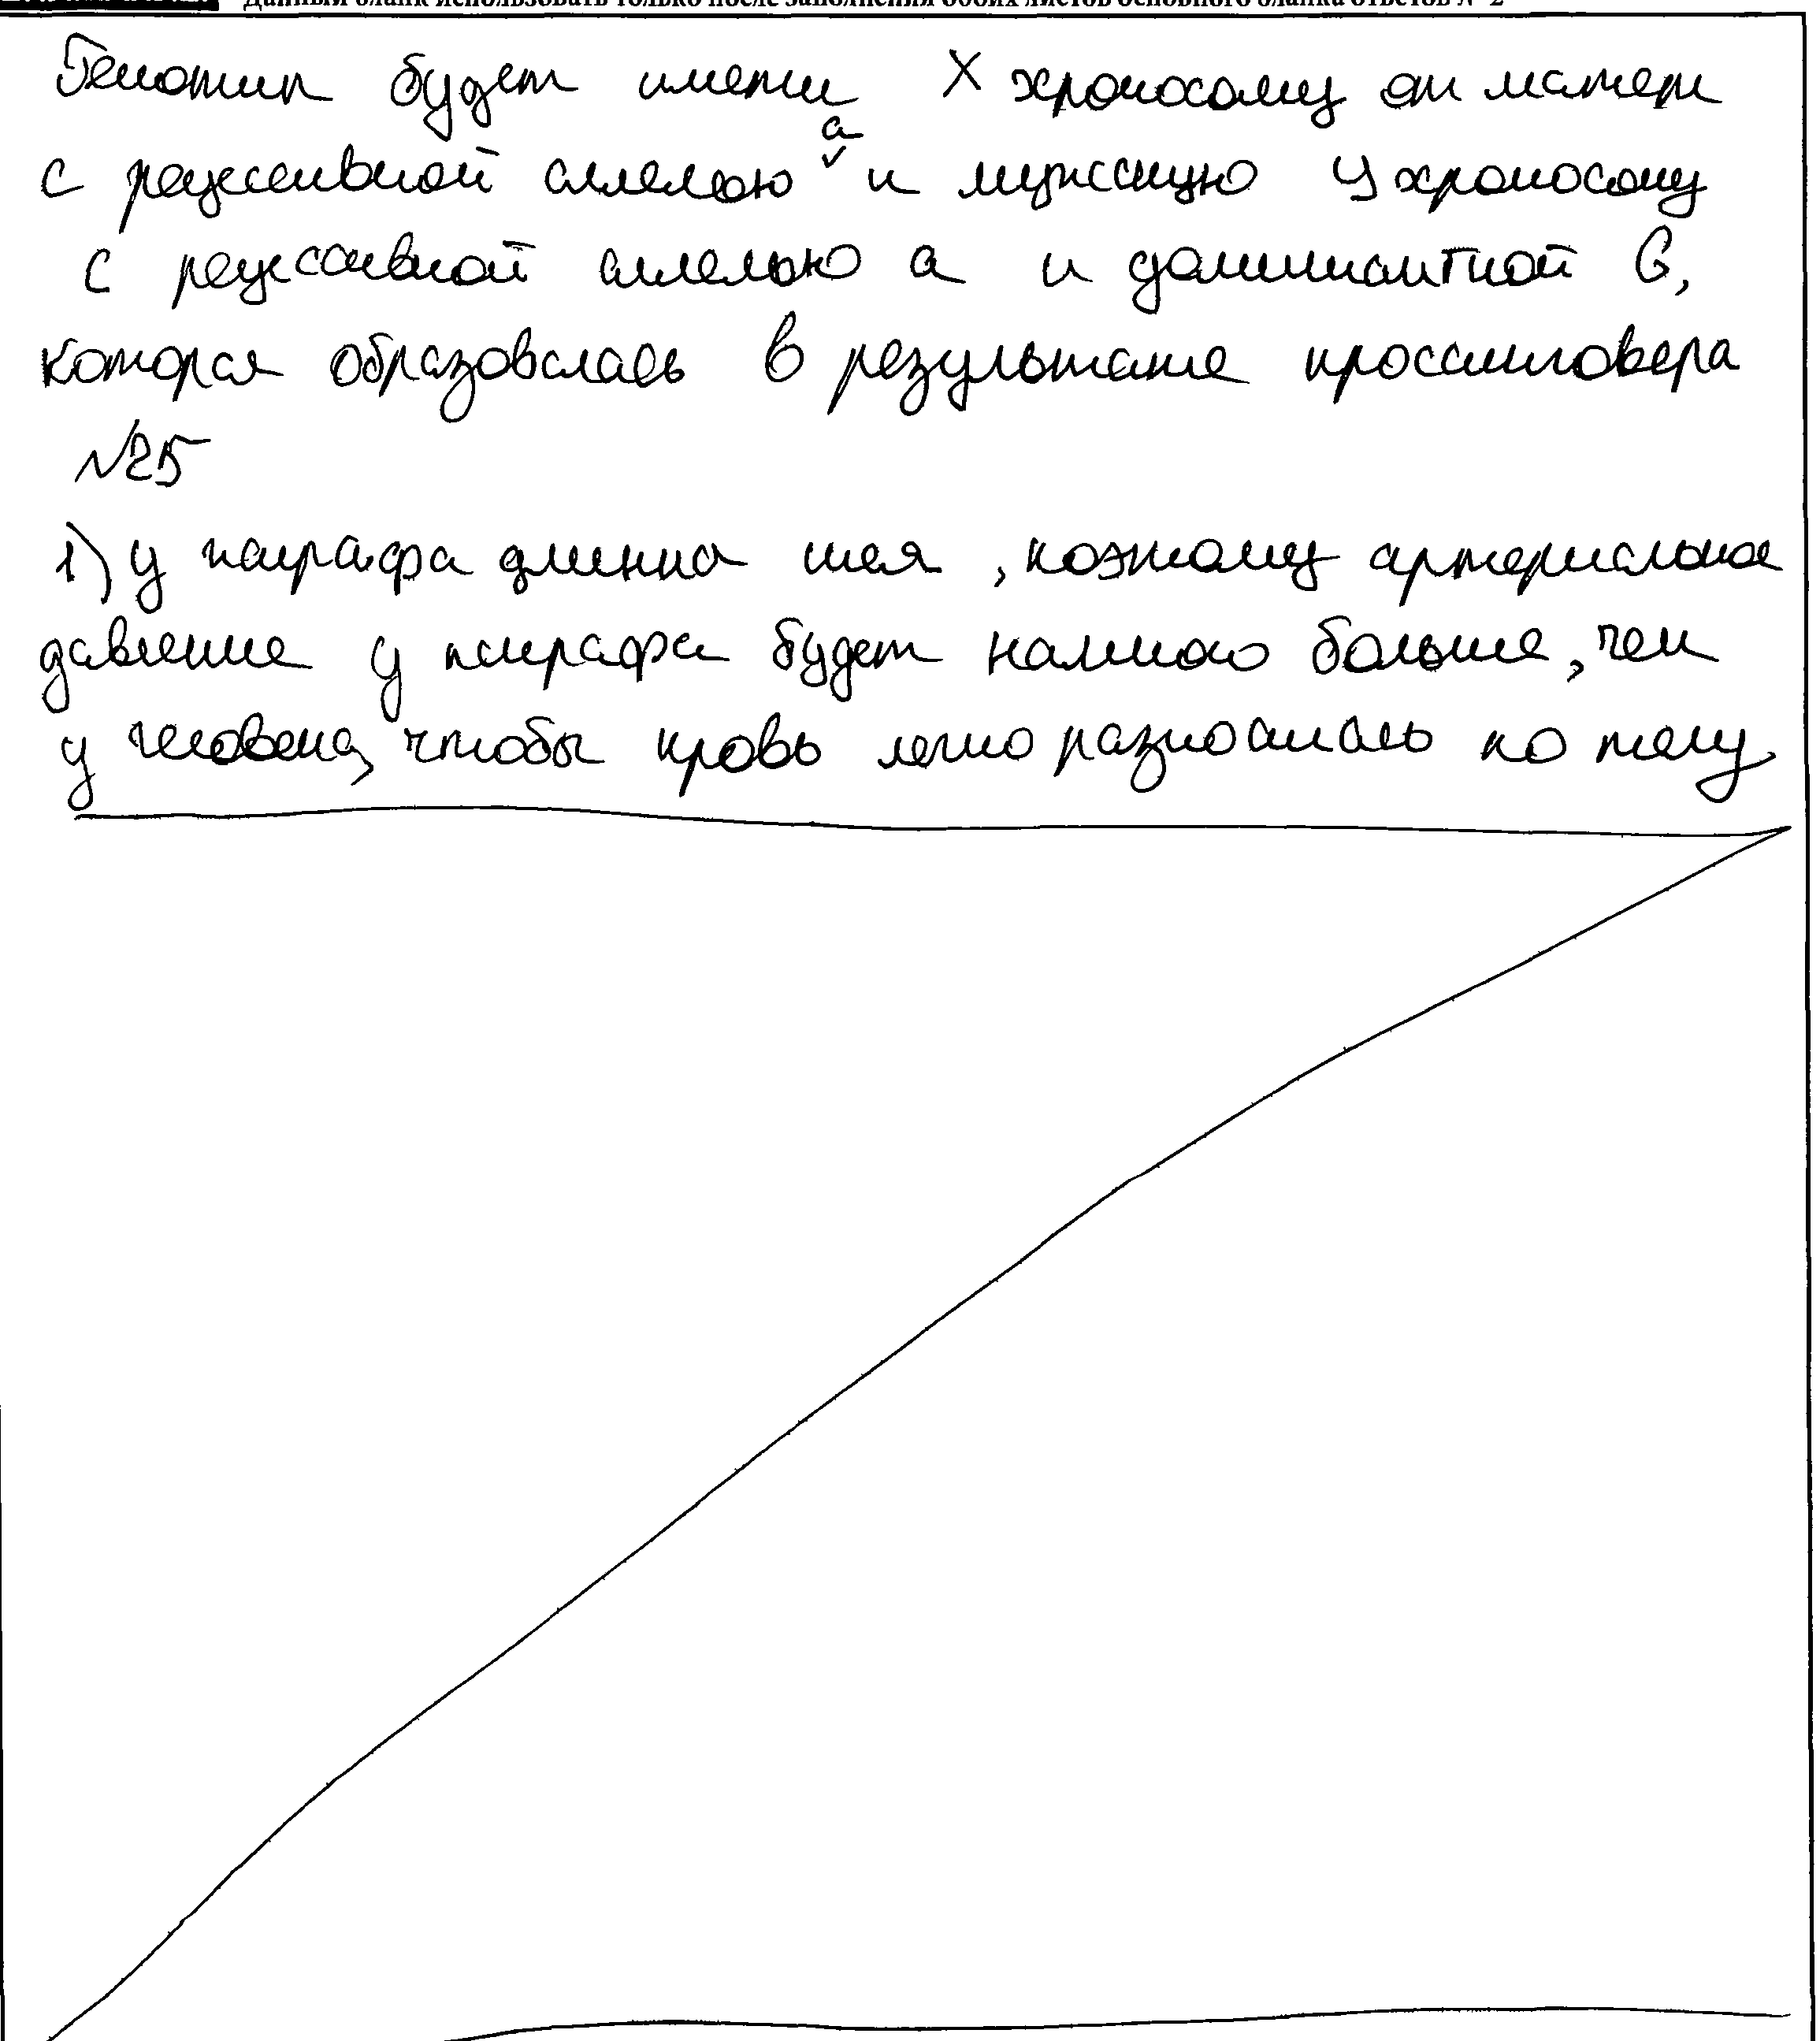 Данный бланк использовать только после заполнения обоих листов основного бланка ответов № 2
Генотип будет иметь X хромосому от матери
с рецессивной аллелью а и мужскую У хромосому
с рецессивной аллелью а и доминантной В,
которая образовалась в результате кроссинговера
№25
1) у жирафа длинна шея, поэтому артериальное
давление у жирафа будет намного больше, чем
у человека, чтобы кровь легко разносилась по телу